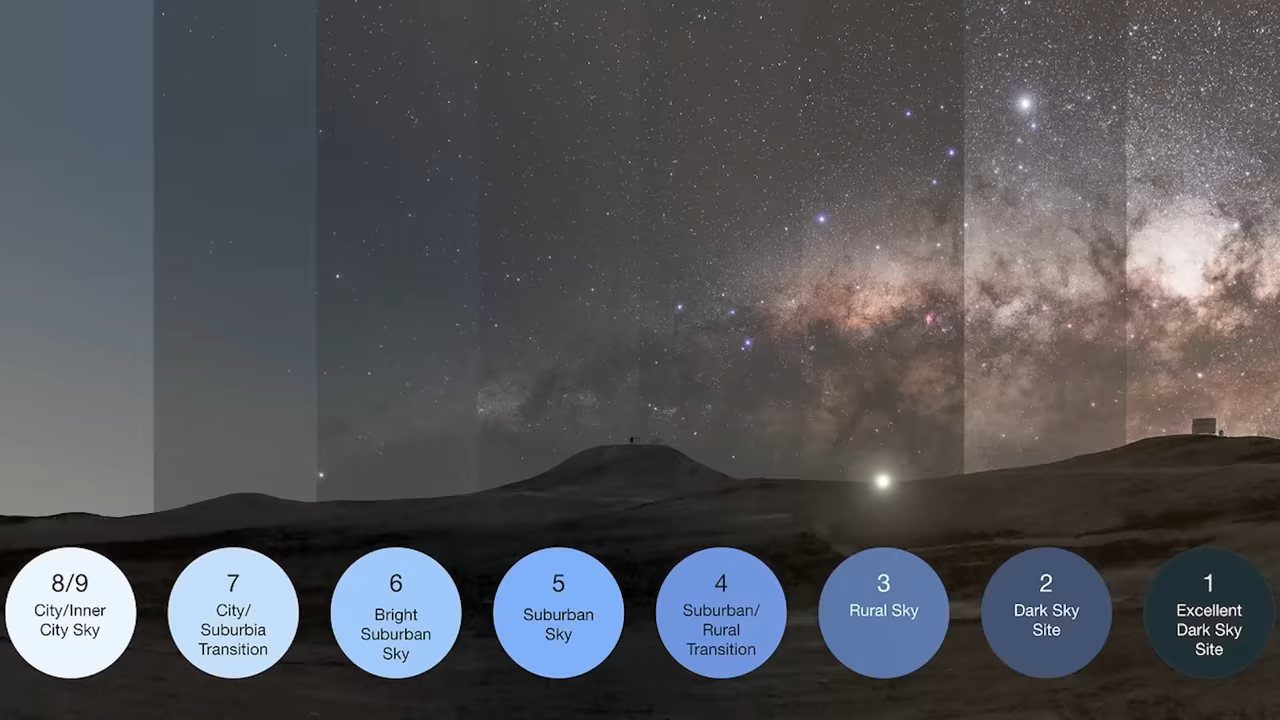 8/9
City/Inner
City Sky
7
City/
Suburbia
Transition
6
Bright
Suburban
Sky
5
Suburban
Sky
4
Suburban/
Rural
Transition
3
Rural Sky
2
Dark Sky
Site
1
Excellent
Dark Sky
Site